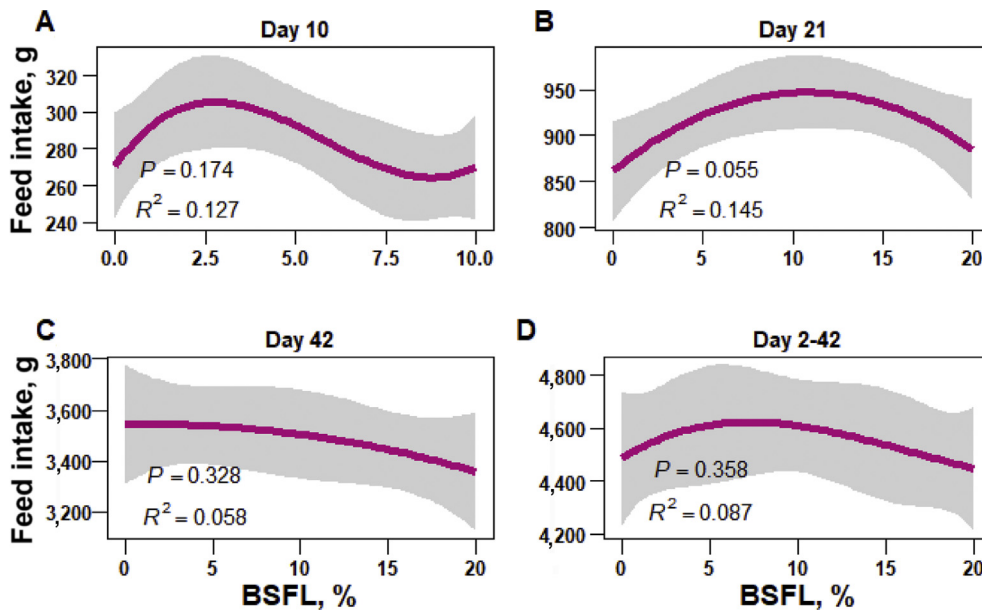 A
Day 10
Feed intake, g
320
300
280
260
240
P = 0.174
R² = 0.127
0.0
2.5
5.0
7.5
10.0
B
Day 21
950
900
850
800
P = 0.055
R² = 0.145
0
5
10
15
20
C
Day 42
Feed intake, g
3,800
3,600
3,400
3,200
P = 0.328
R² = 0.058
0
5
10
15
20
BSFL, %
D
Day 2-42
4,800
4,600
4,400
4,200
P = 0.358
R² = 0.087
0
5
10
15
20
BSFL, %